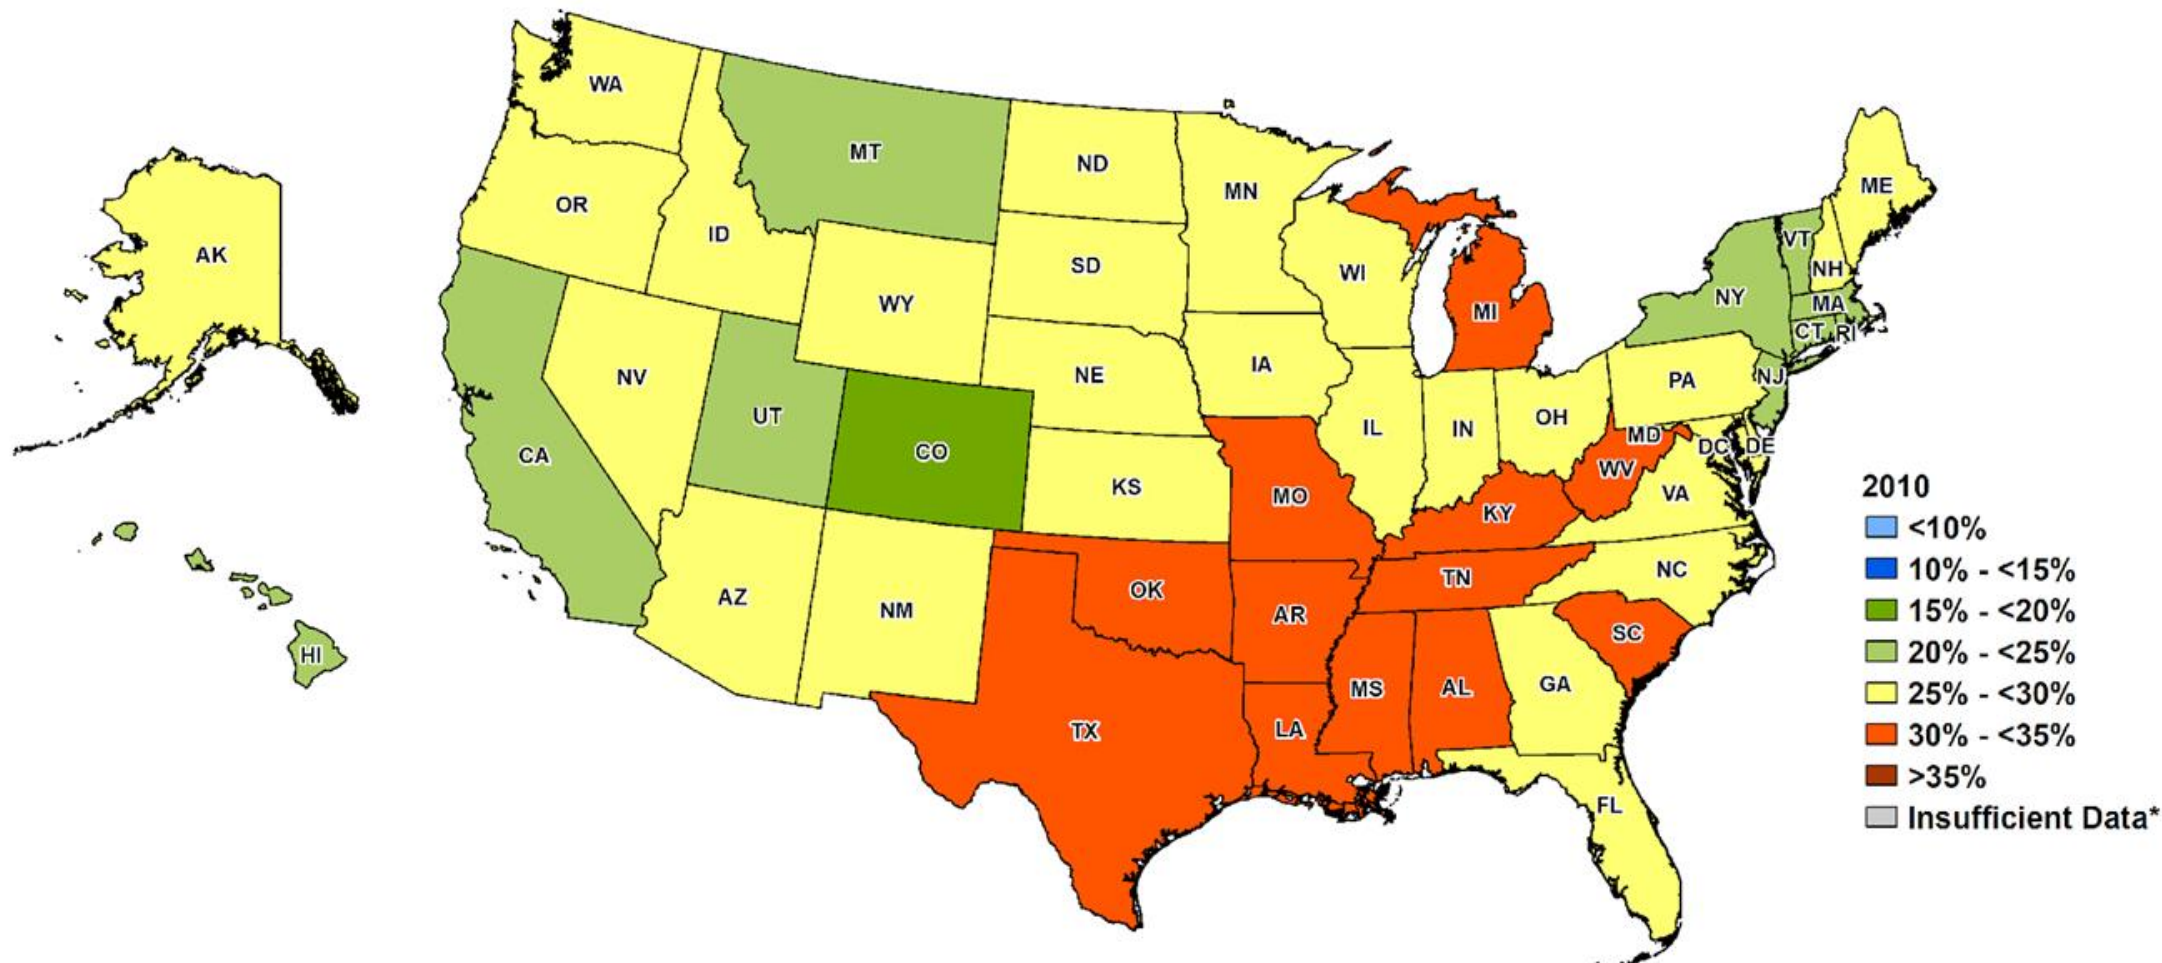 WA
MT
ND
MN
OR
ID
SD
WI
MI
ME
VT
NH
NY
MA
CT
RI
AK
WY
NV
UT
NE
IA
PA
NJ
CA
CO
KS
IL
IN
OH
MD
DC
DE
WV
VA
MO
KY
AZ
NM
OK
AR
TN
NC
SC
HI
TX
LA
MS
AL
GA
FL
2010
<10%
10% - <15%
15% - <20%
20% - <25%
25% - <30%
30% - <35%
>35%
Insufficient Data*